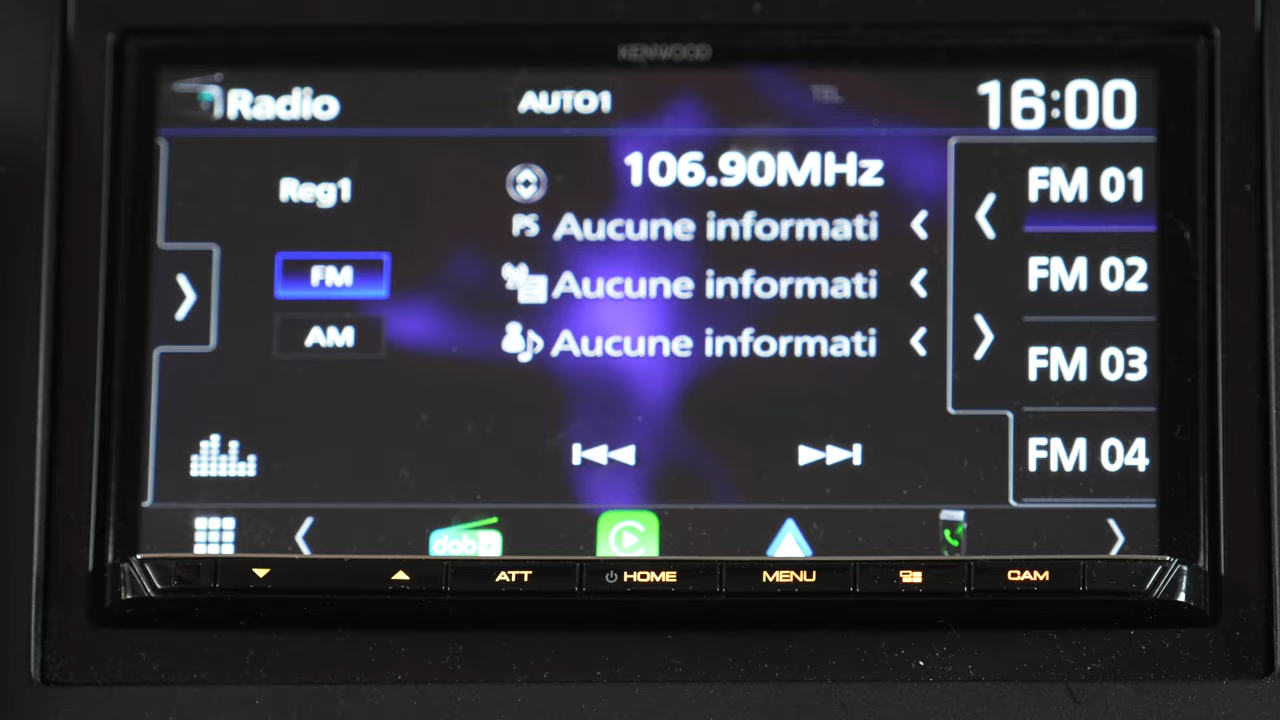 KENWOOD
Radio AUTO1 TEL 16:00
Reg1 106.90MHz FM 01
PS Aucune informati
FM Aucune informati FM 02
AM Aucune informati FM 03
FM 04
dab
ATT HOME MENU CAM